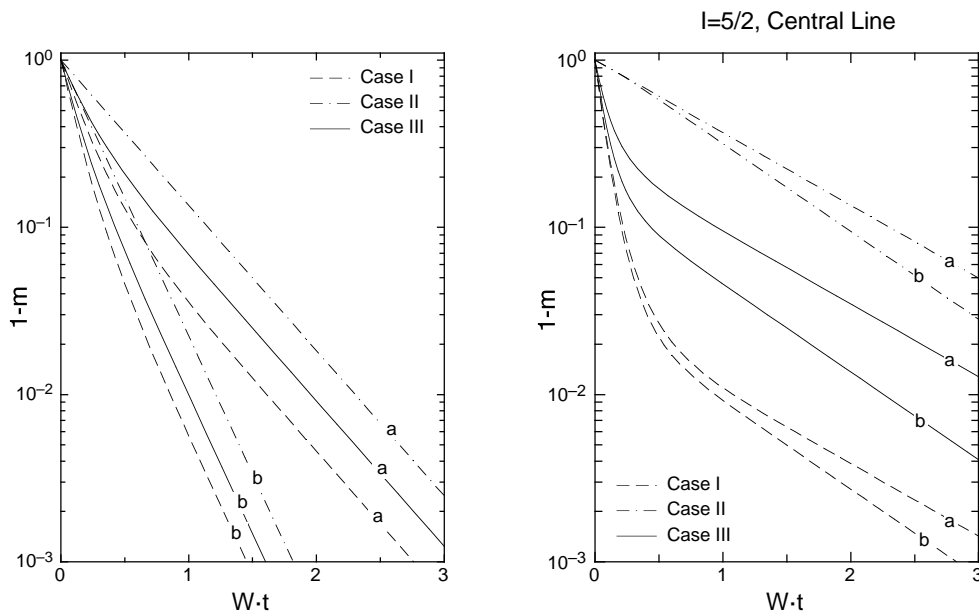 I=5/2, Central Line
10⁰
10⁻¹
10⁻²
10⁻³
1-m
Case I
Case II
Case III
a
a
a
b
b
b
0
1
2
3
W·t
10⁰
10⁻¹
10⁻²
10⁻³
1-m
a
b
a
b
a
b
Case I
Case II
Case III
0
1
2
3
W·t